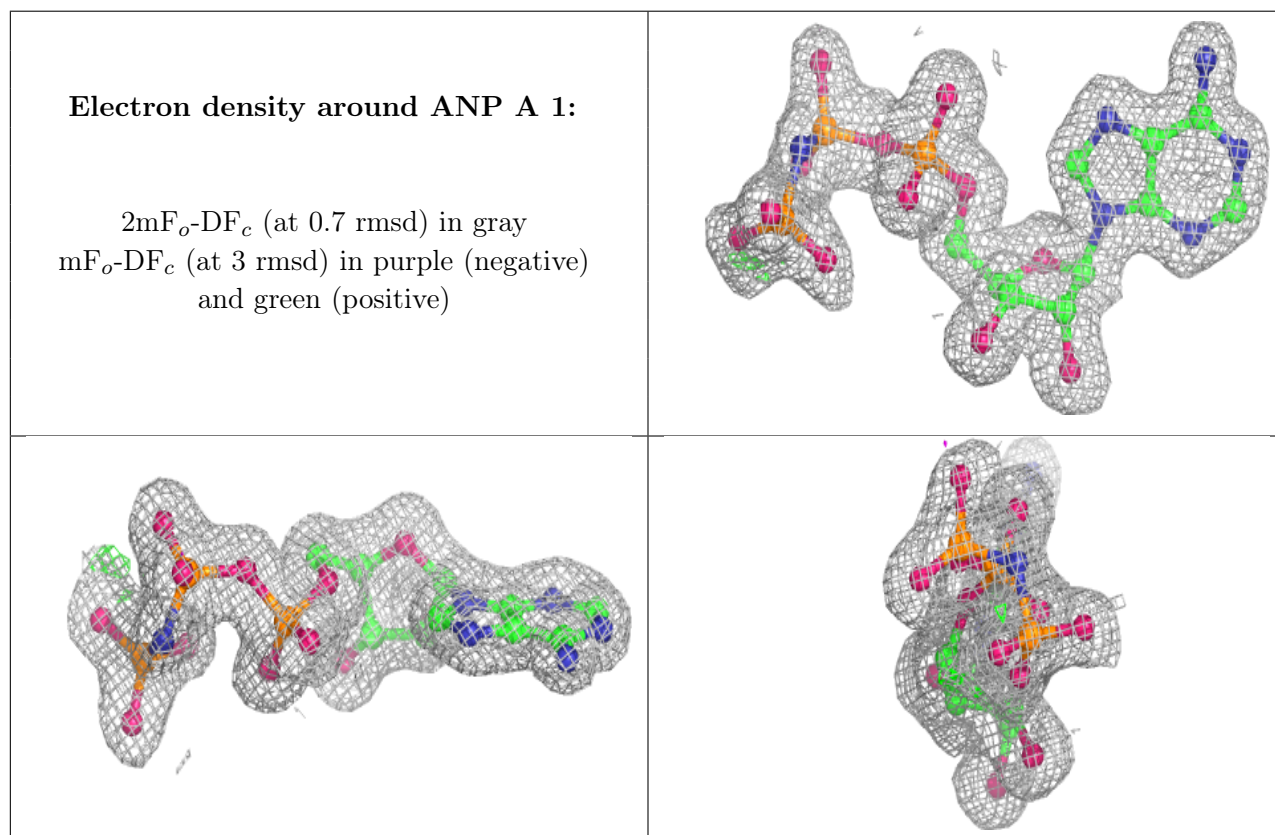 Electron density around ANP A 1:
2mFo-DFc (at 0.7 rmsd) in gray
mFo-DFc (at 3 rmsd) in purple (negative)
and green (positive)